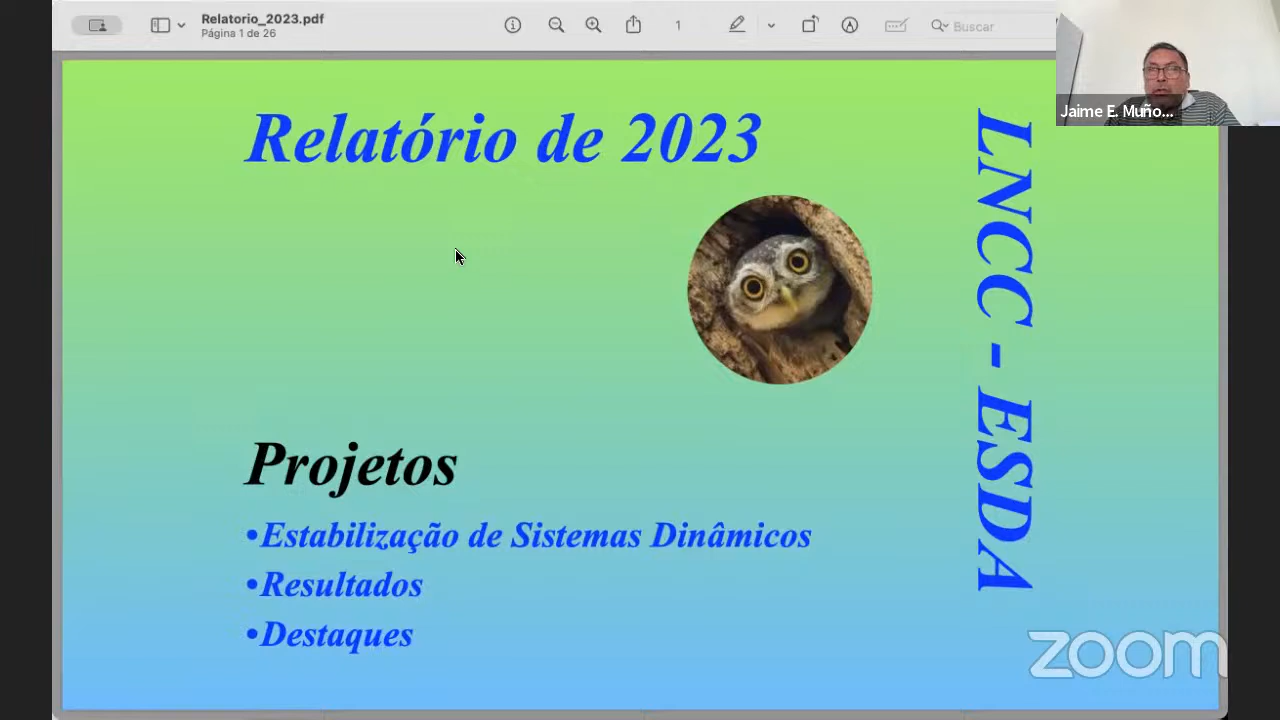 Relatorio_2023.pdf
Página 1 de 26
1
Buscar
Jaime E. Muño...
Relatório de 2023
LNCC - ESDA
Projetos
•Estabilização de Sistemas Dinâmicos
•Resultados
•Destaques
zoom